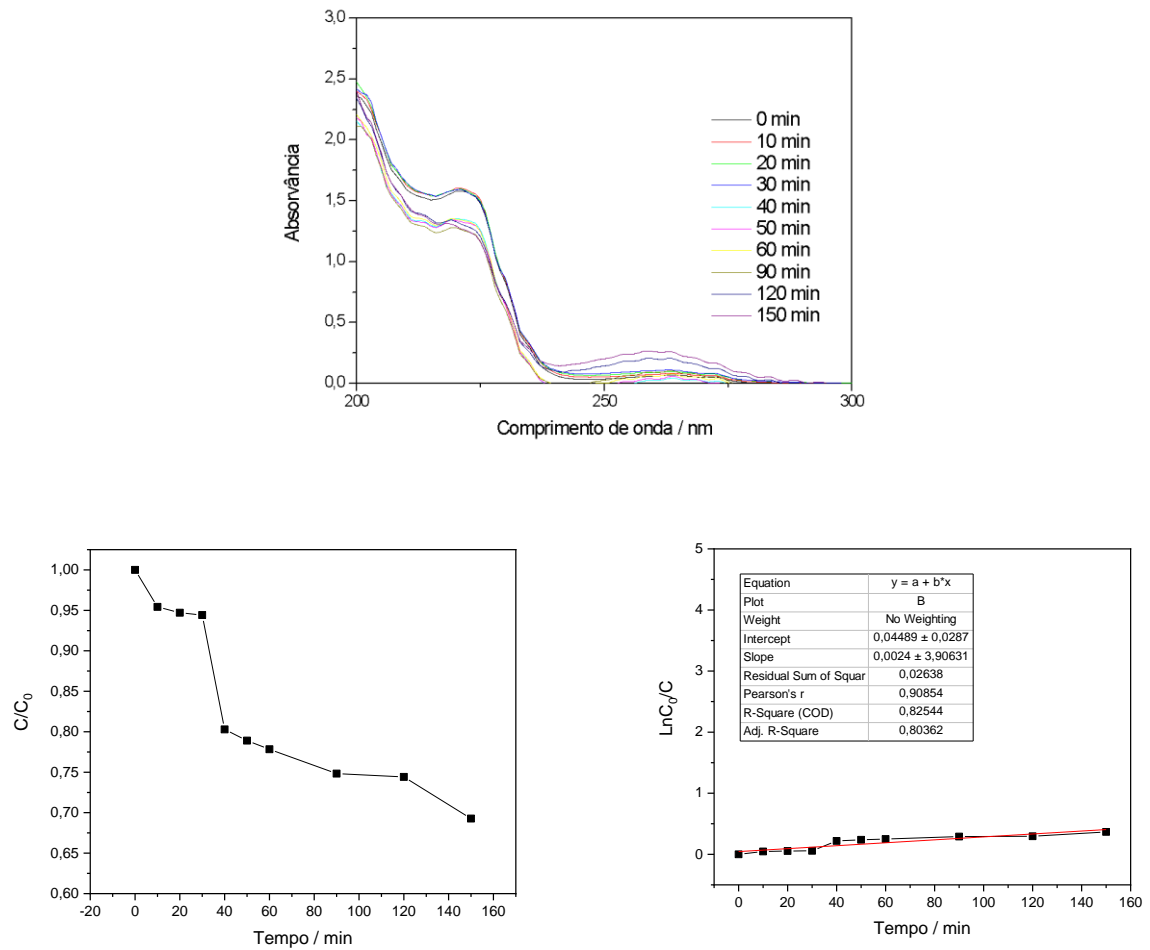 3,0
2,5
2,0
1,5
1,0
0,5
0,0
Absorvância
200
250
300
Comprimento de onda / nm
0 min
10 min
20 min
30 min
40 min
50 min
60 min
90 min
120 min
150 min
1,00
0,95
0,90
0,85
0,80
0,75
0,70
0,65
0,60
C/C₀
-20 0 20 40 60 80 100 120 140 160
Tempo / min
5
4
3
2
1
0
LnC₀/C
Equation y = a + b*x
Plot B
Weight No Weighting
Intercept 0,04489 ± 0,0287
Slope 0,0024 ± 3,90631
Residual Sum of Squar 0,02638
Pearson's r 0,90854
R-Square (COD) 0,82544
Adj. R-Square 0,80362
0 20 40 60 80 100 120 140 160
Tempo / min